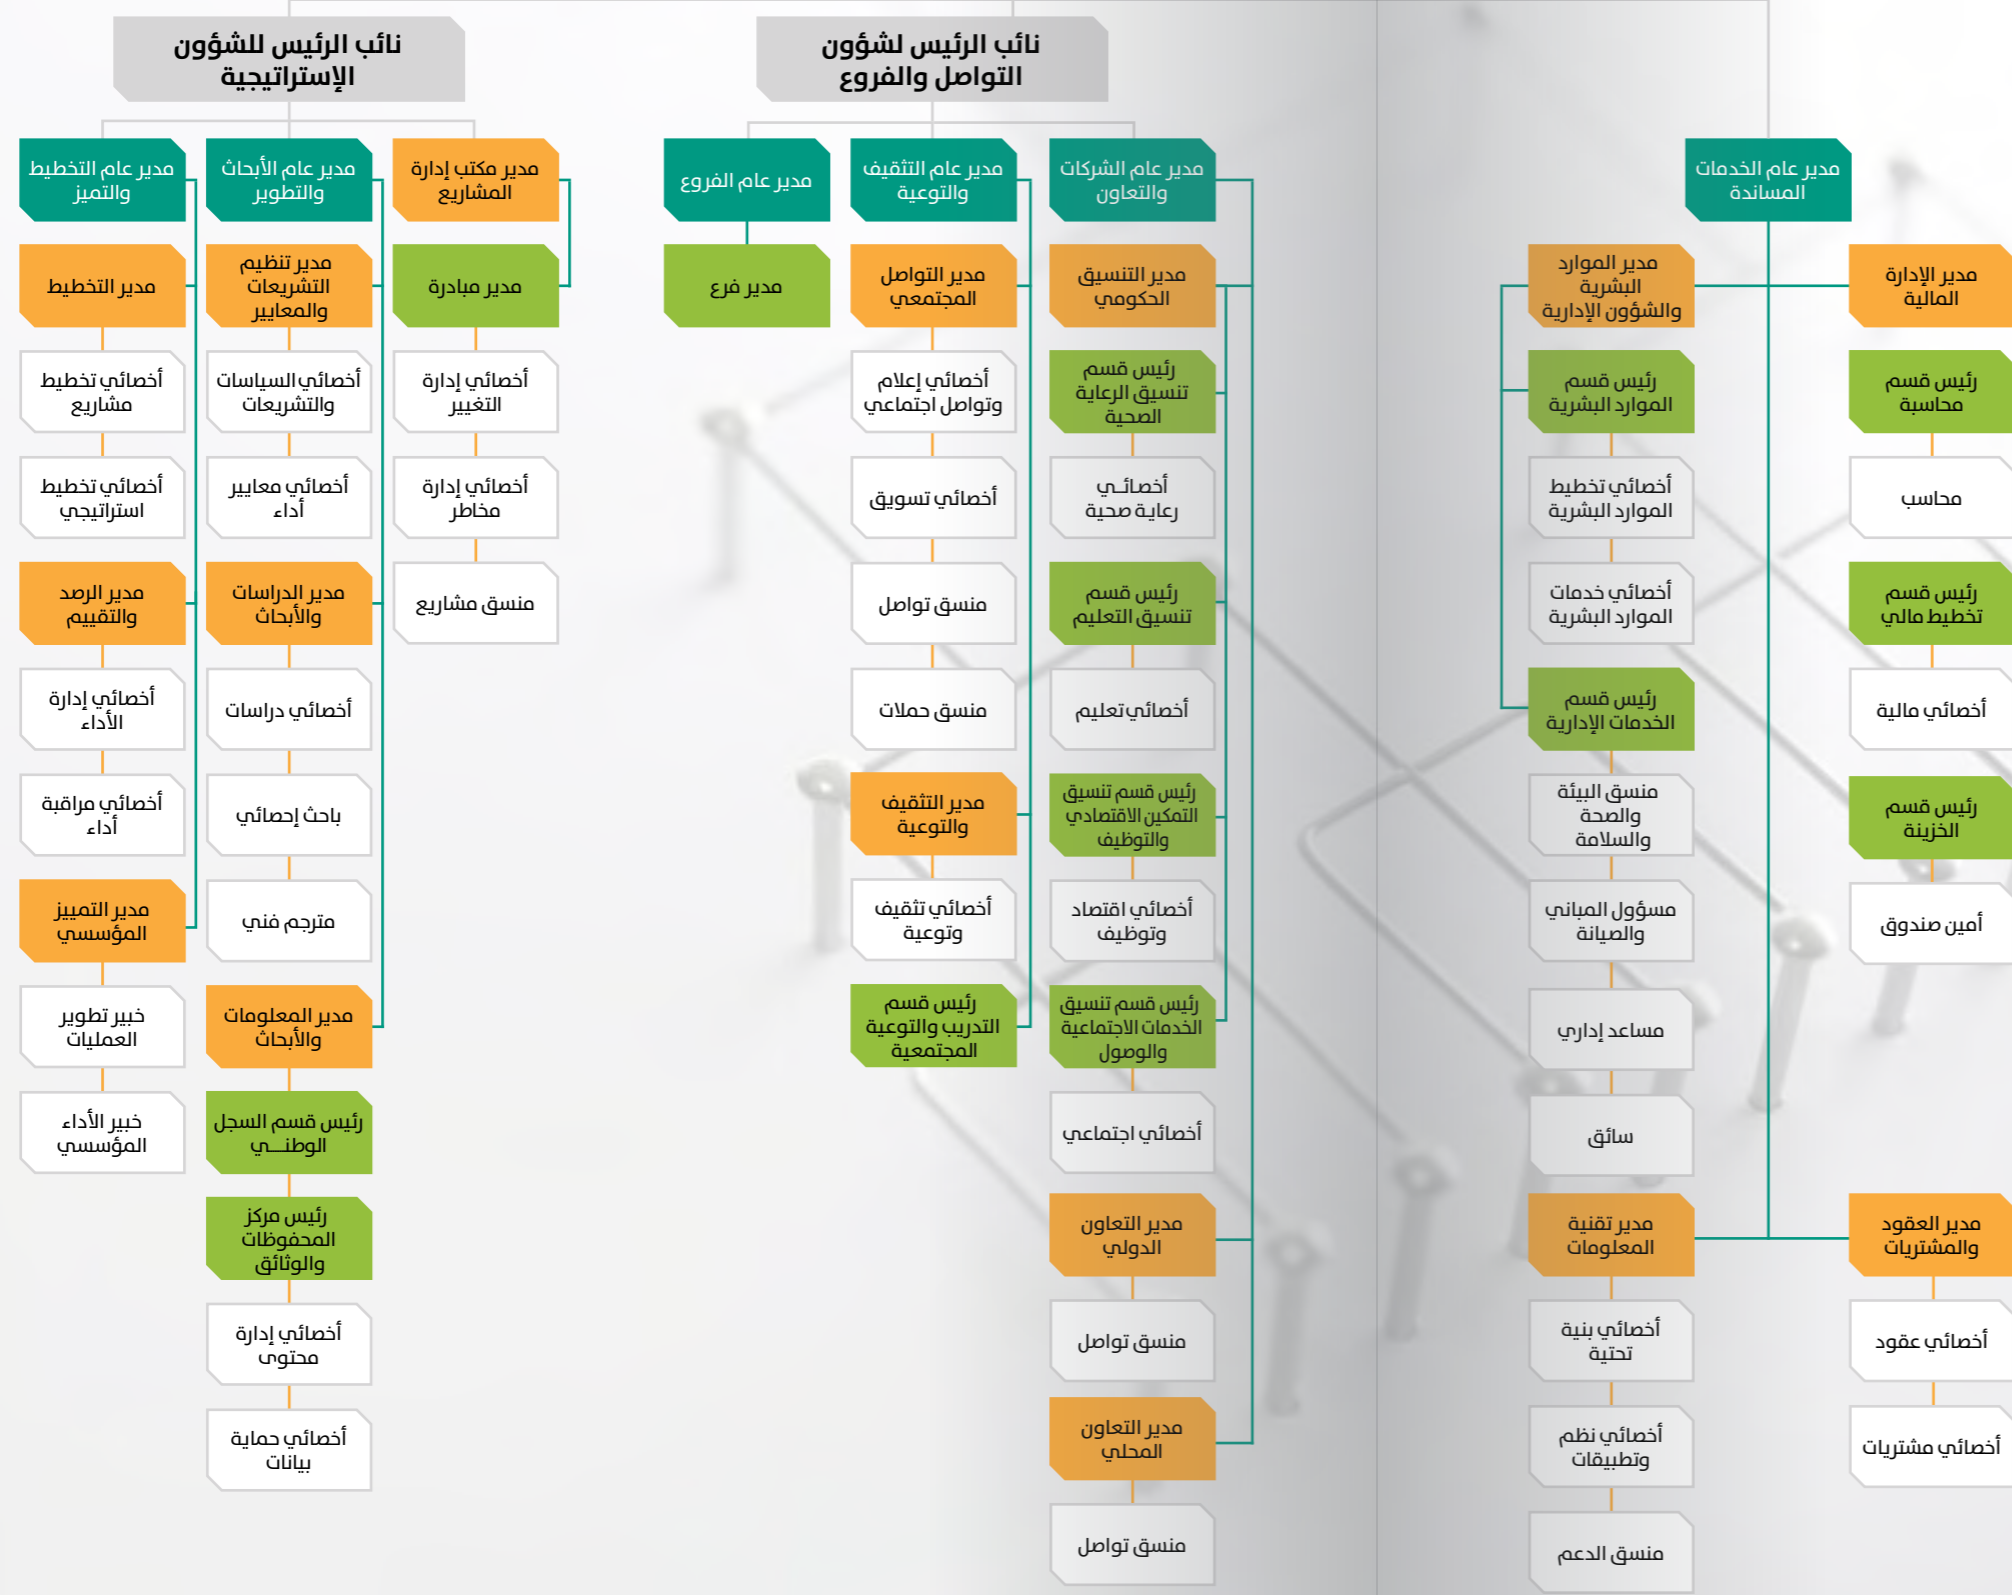 نائب الرئيس لشؤون
التواصل والفروع
نائب الرئيس للشؤون
الإستراتيجية
مدير عام الخدمات
المساندة
مدير الإدارة
المالية
رئيس قسم
محاسبة
محاسب
رئيس قسم
تخطيط مالي
أخصائي مالية
رئيس قسم
الخزينة
أمين صندوق
مدير العقود
والمشتريات
أخصائي عقود
أخصائي مشتريات
مدير الموارد
البشرية
والشؤون الإدارية
رئيس قسم
الموارد البشرية
أخصائي تخطيط
الموارد البشرية
أخصائي خدمات
الموارد البشرية
رئيس قسم
الخدمات الإدارية
منسق البيئة
والصحة
والسلامة
مسؤول المباني
والصيانة
مساعد إداري
سائق
مدير تقنية
المعلومات
أخصائي بنية
تحتية
أخصائي نظم
وتطبيقات
منسق الدعم
مدير عام الشركات
والتعاون
مدير التنسيق
الحكومي
رئيس قسم
تنسيق الرعاية
الصحية
أخصائـي
رعاية صحية
رئيس قسم
تنسيق التعليم
أخصائي تعليم
رئيس قسم تنسيق
التمكين الاقتصادي
والتوظيف
أخصائي اقتصاد
وتوظيف
رئيس قسم تنسيق
الخدمات الاجتماعية
والوصول
أخصائي اجتماعي
مدير التعاون
الدولي
منسق تواصل
مدير التعاون
المحلي
منسق تواصل
مدير عام التثقيف
والتوعية
مدير التواصل
المجتمعي
أخصائي إعلام
وتواصل اجتماعي
أخصائي تسويق
منسق تواصل
منسق حملات
مدير التثقيف
والتوعية
أخصائي تثقيف
وتوعية
رئيس قسم
التدريب والتوعية
المجتمعية
مدير عام الفروع
مدير فرع
مدير مكتب إدارة
المشاريع
مدير مبادرة
أخصائي إدارة
التغيير
أخصائي إدارة
مخاطر
منسق مشاريع
مدير عام الأبحاث
والتطوير
مدير تنظيم
التشريعات
والمعايير
أخصائي السياسات
والتشريعات
أخصائي معايير
أداء
مدير الدراسات
والأبحاث
أخصائي دراسات
باحث إحصائي
مترجم فني
مدير المعلومات
والأبحاث
رئيس قسم السجل
الوطنــي
رئيس مركز
المحفوظات
والوثائق
أخصائي إدارة
محتوى
أخصائي حماية
بيانات
مدير عام التخطيط
والتميز
مدير التخطيط
أخصائي تخطيط
مشاريع
أخصائي تخطيط
استراتيجي
مدير الرصد
والتقييم
أخصائي إدارة
الأداء
أخصائي مراقبة
أداء
مدير التمييز
المؤسسي
خبير تطوير
العمليات
خبير الأداء
المؤسسي